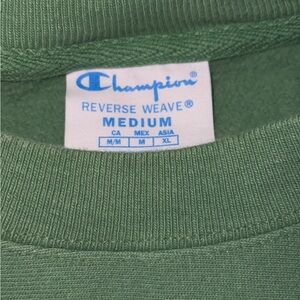 Champion®
REVERSE WEAVE®
MEDIUM
CA MEX ASIA
M/M M XL